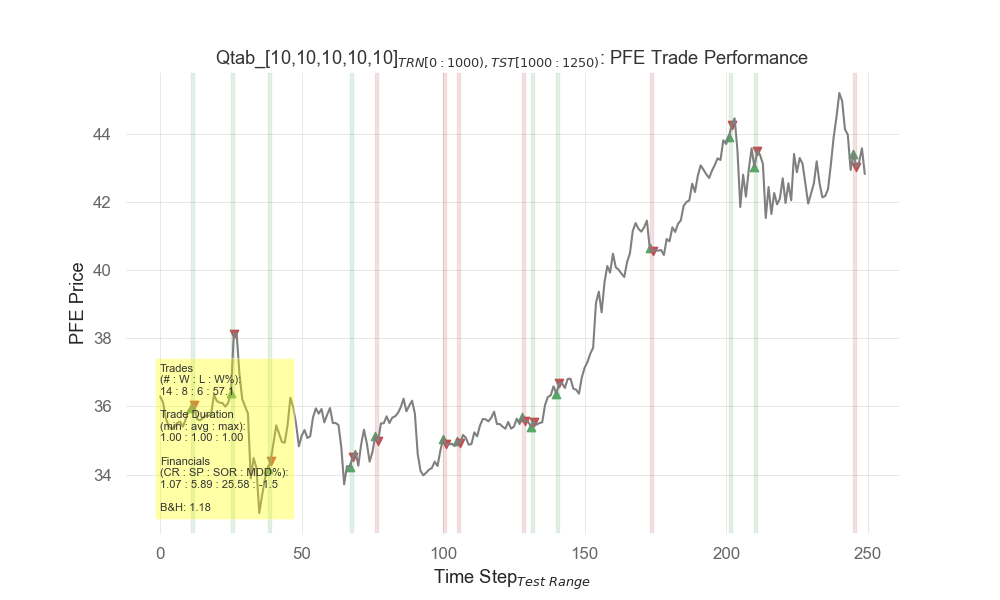 Qtab_[10,10,10,10,10]TRN[0 : 1000), TST[1000 : 1250): PFE Trade Performance
44
42
40
38
36
34
PFE Price
Trades
(# : W : L : W%):
14 : 8 : 6 : 57.1
Trade Duration
(min: avg : max):
1.00 : 1.00 : 1.00
Financials
(CR : SP : SOR : MDD%):
1.07 : 5.89 : 25.58 : -1.5
B&H: 1.18
0 50 100 150 200 250
Time StepTest Range